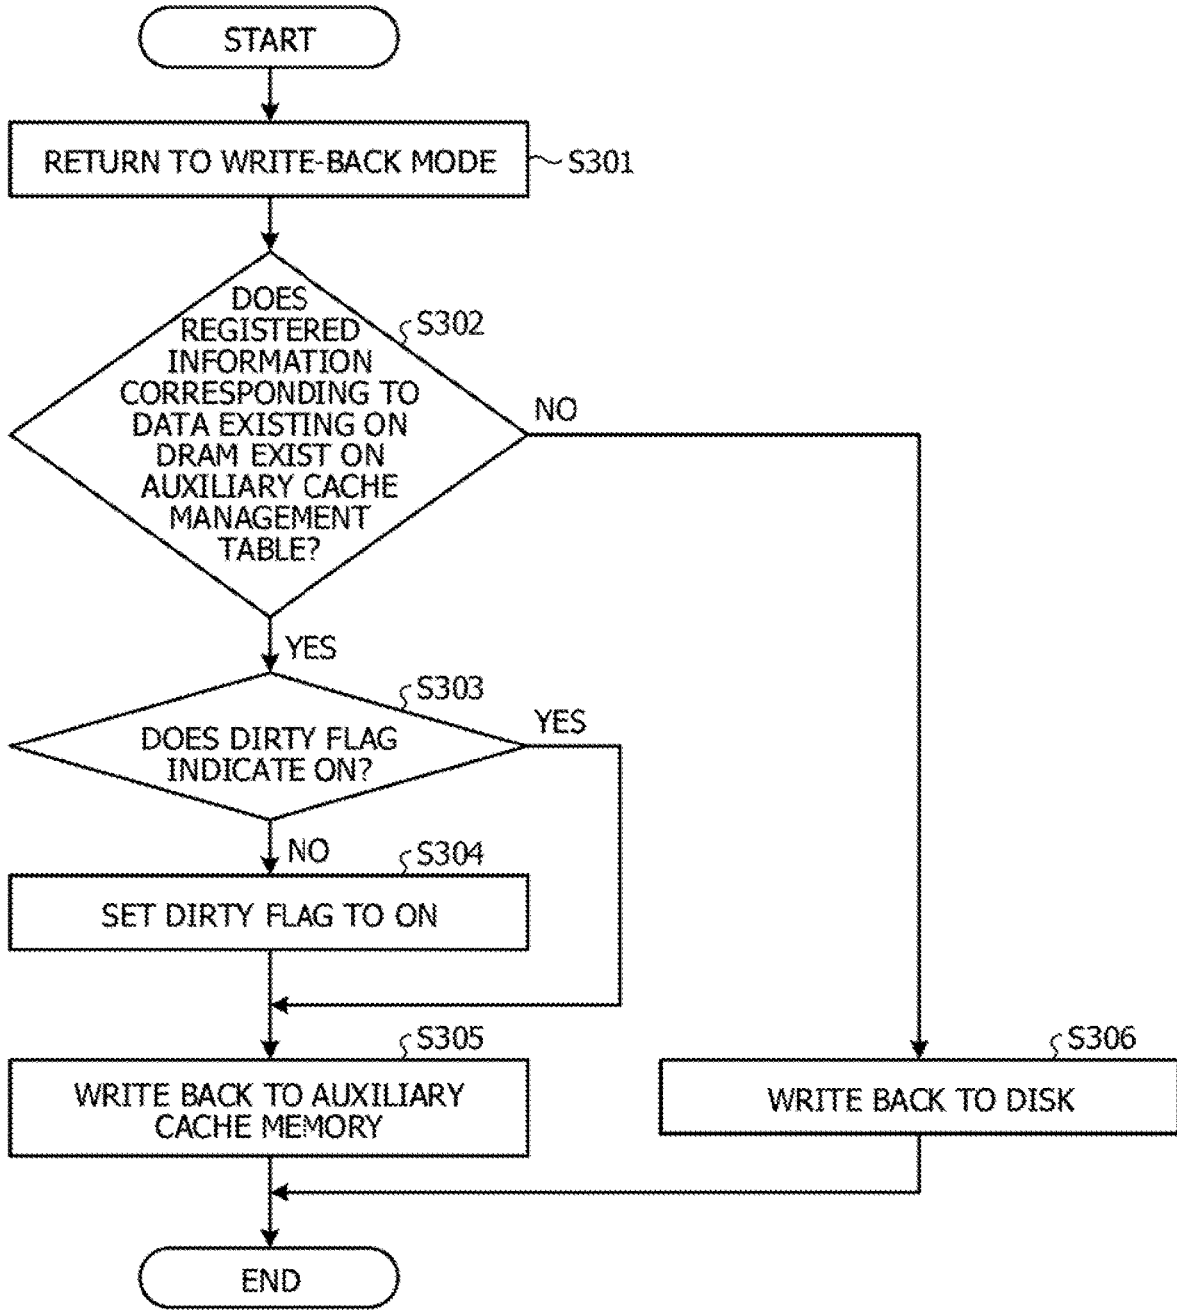 START
RETURN TO WRITE-BACK MODE
S301
DOES
REGISTERED
INFORMATION
CORRESPONDING TO
DATA EXISTING ON
DRAM EXIST ON
AUXILIARY CACHE
MANAGEMENT
TABLE?
S302
NO
YES
DOES DIRTY FLAG
INDICATE ON?
S303
YES
NO
SET DIRTY FLAG TO ON
S304
WRITE BACK TO AUXILIARY
CACHE MEMORY
S305
WRITE BACK TO DISK
S306
END